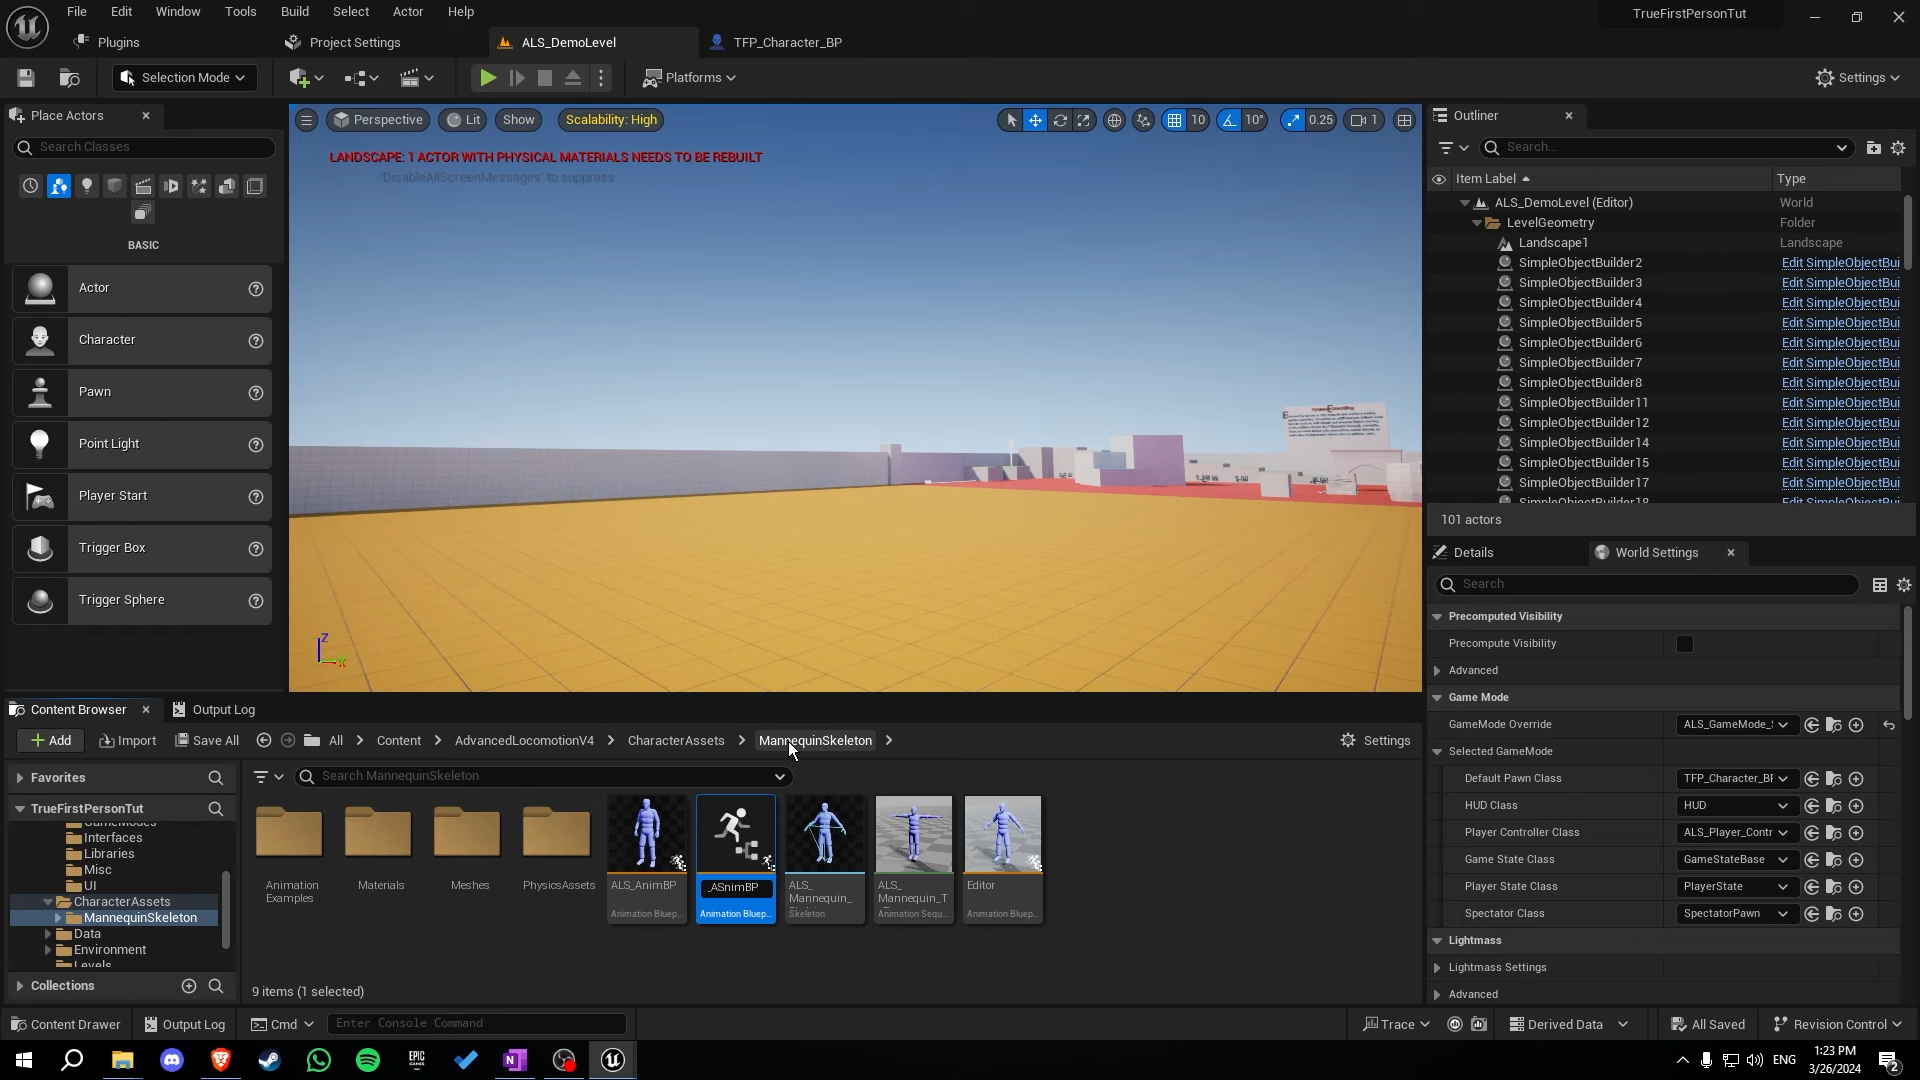 File Edit Window Tools Build Select Actor Help
TrueFirstPersonTut
Plugins
Project Settings
ALS_DemoLevel
TFP_Character_BP
Selection Mode
Platforms
Settings
Place Actors
Search Classes
BASIC
Actor
Character
Pawn
Point Light
Player Start
Trigger Box
Trigger Sphere
Perspective
Lit
Show
Scalability: High
10
10°
0.25
1
LANDSCAPE: 1 ACTOR WITH PHYSICAL MATERIALS NEEDS TO BE REBUILT
'DisableAllScreenMessages' to suppress
Z
Y
Outliner
Search...
Item Label
Type
ALS_DemoLevel (Editor) World
LevelGeometry Folder
Landscape1 Landscape
SimpleObjectBuilder2 Edit SimpleObjectBui
SimpleObjectBuilder3 Edit SimpleObjectBui
SimpleObjectBuilder4 Edit SimpleObjectBui
SimpleObjectBuilder5 Edit SimpleObjectBui
SimpleObjectBuilder6 Edit SimpleObjectBui
SimpleObjectBuilder7 Edit SimpleObjectBui
SimpleObjectBuilder8 Edit SimpleObjectBui
SimpleObjectBuilder11 Edit SimpleObjectBui
SimpleObjectBuilder12 Edit SimpleObjectBui
SimpleObjectBuilder14 Edit SimpleObjectBui
SimpleObjectBuilder15 Edit SimpleObjectBui
SimpleObjectBuilder17 Edit SimpleObjectBui
SimpleObjectBuilder18 Edit SimpleObjectBui
101 actors
Details
World Settings
Search
Precomputed Visibility
Precompute Visibility
Advanced
Game Mode
GameMode Override ALS_GameMode_
Selected GameMode
Default Pawn Class TFP_Character_BF
HUD Class HUD
Player Controller Class ALS_Player_Contr
Game State Class GameStateBase
Player State Class PlayerState
Spectator Class SpectatorPawn
Lightmass
Lightmass Settings
Advanced
Content Browser
Output Log
Add
Import
Save All
All > Content > AdvancedLocomotionV4 > CharacterAssets > MannequinSkeleton >
Settings
Favorites
Search MannequinSkeleton
TrueFirstPersonTut
GameModes
Interfaces
Libraries
Misc
UI
CharacterAssets
MannequinSkeleton
Data
Environment
Levels
Collections
Animation
Examples
Materials
Meshes
PhysicsAssets
ALS_AnimBP
Animation Bluep...
_ASnimBP
Animation Bluep...
ALS_
Mannequin_
Skeleton
ALS_
Mannequin_T
Animation Sequ...
Editor
Animation Bluep...
9 items (1 selected)
Content Drawer
Output Log
Cmd
Enter Console Command
Trace
Derived Data
All Saved
Revision Control
EPIC
GAMES
ENG
1:23 PM
3/26/2024
2